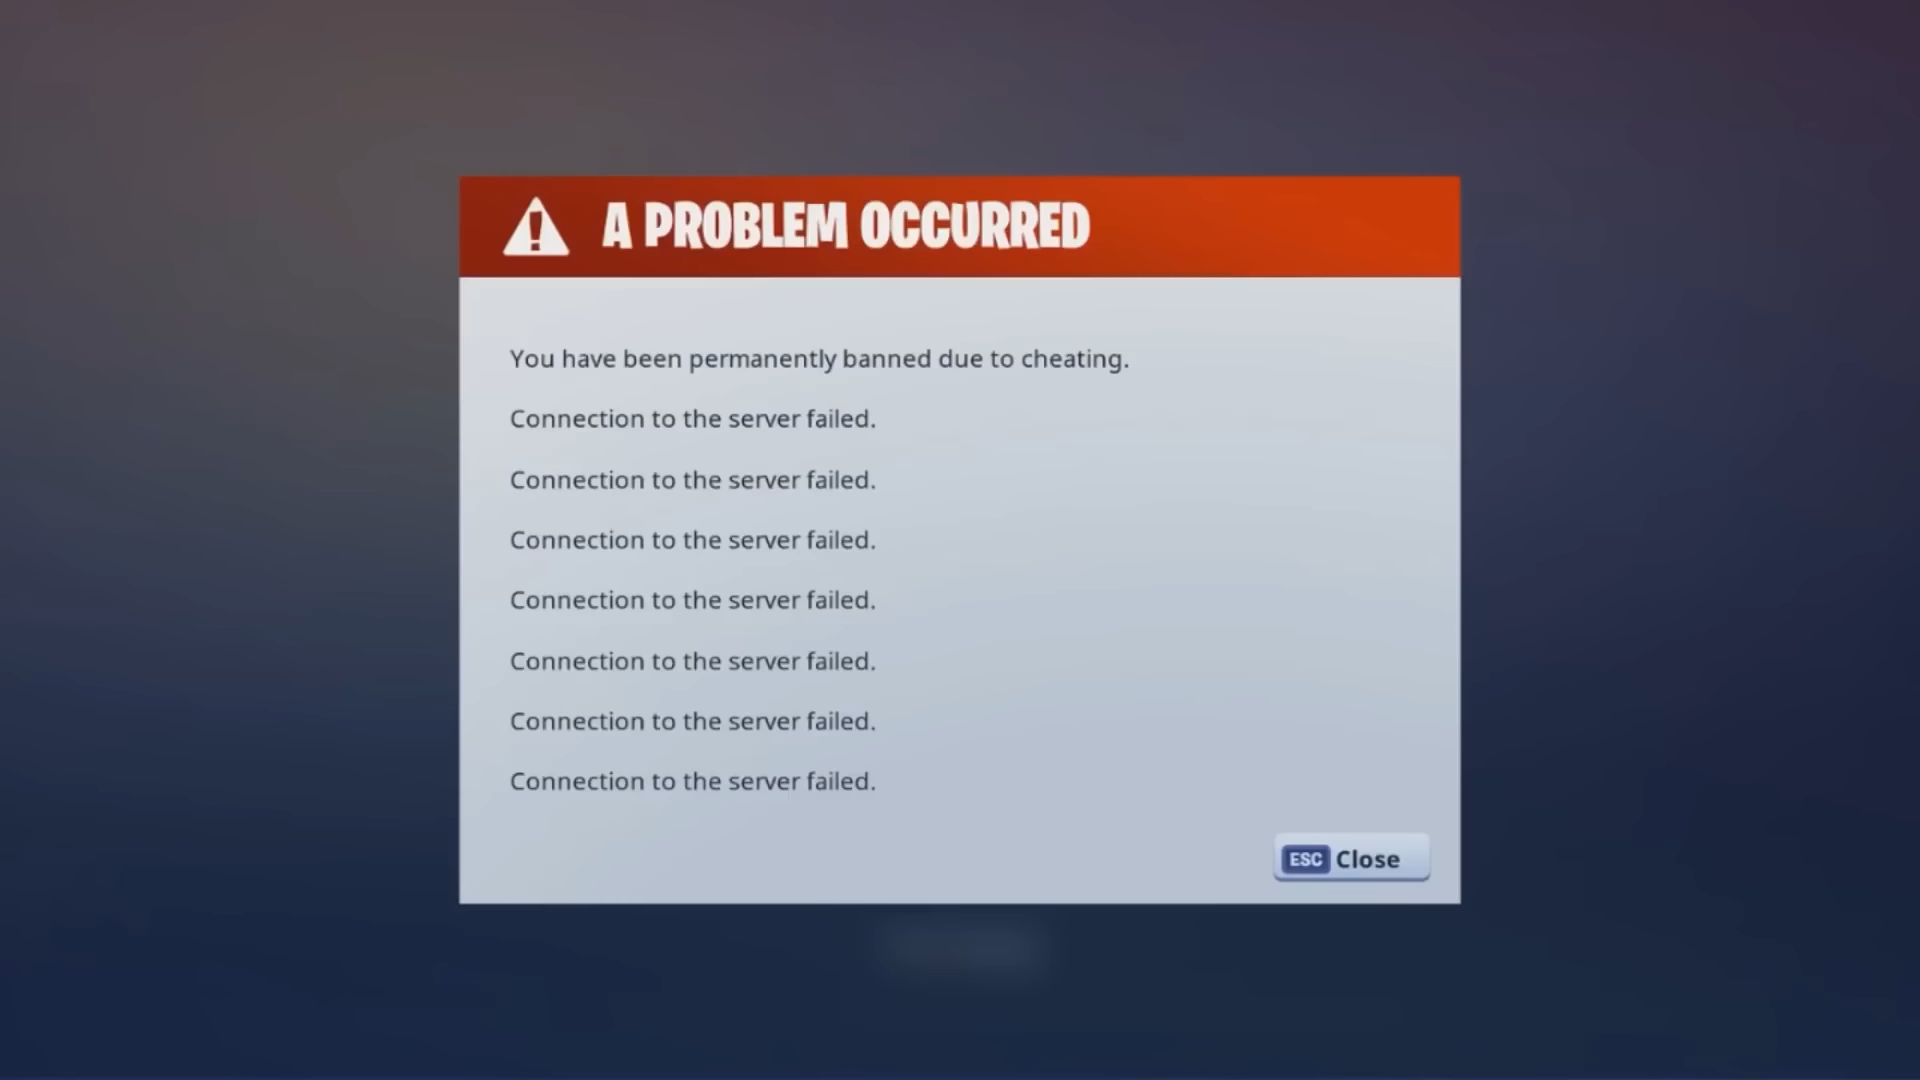 A PROBLEM OCCURRED
You have been permanently banned due to cheating.
Connection to the server failed.
Connection to the server failed.
Connection to the server failed.
Connection to the server failed.
Connection to the server failed.
Connection to the server failed.
Connection to the server failed.
ESC Close